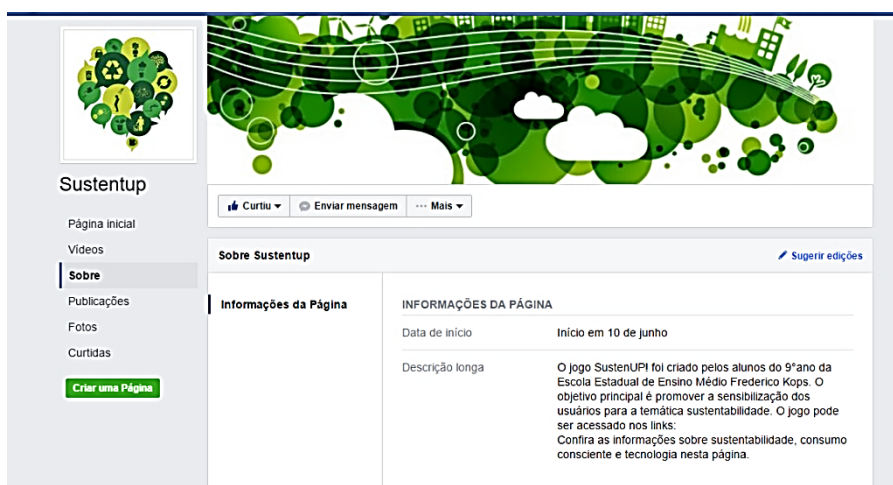 Sustentup
Página inicial
Vídeos
Sobre
Publicações
Fotos
Curtidas
Criar uma Página
Curtiu
Enviar mensagem
··· Mais
Sobre Sustentup
Sugerir edições
Informações da Página
INFORMAÇÕES DA PÁGINA
Data de início
Início em 10 de junho
Descrição longa
O jogo SustenUP! foi criado pelos alunos do 9°ano da
Escola Estadual de Ensino Médio Frederico Kops. O
objetivo principal é promover a sensibilização dos
usuários para a temática sustentabilidade. O jogo pode
ser acessado nos links:
Confira as informações sobre sustentabilidade, consumo
consciente e tecnologia nesta página.